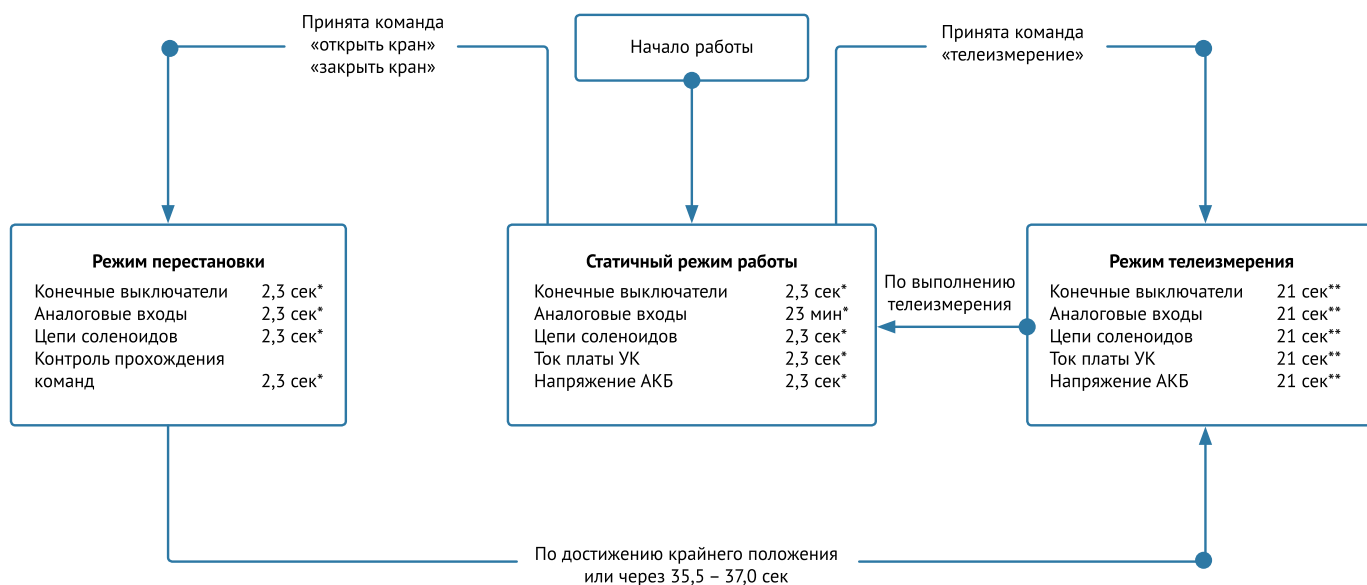 Принята команда
«открыть кран»
«закрыть кран»
Начало работы
Принята команда
«телеизмерение»
Режим перестановки
Конечные выключатели 2,3 сек*
Аналоговые входы 2,3 сек*
Цепи соленоидов 2,3 сек*
Контроль прохождения
команд 2,3 сек*
Статичный режим работы
Конечные выключатели 2,3 сек*
Аналоговые входы 23 мин*
Цепи соленоидов 2,3 сек*
Ток платы УК 2,3 сек*
Напряжение АКБ 2,3 сек*
По выполнению
телеизмерения
Режим телеизмерения
Конечные выключатели 21 сек**
Аналоговые входы 21 сек**
Цепи соленоидов 21 сек**
Ток платы УК 21 сек**
Напряжение АКБ 21 сек**
По достижению крайнего положения
или через 35,5 – 37,0 сек